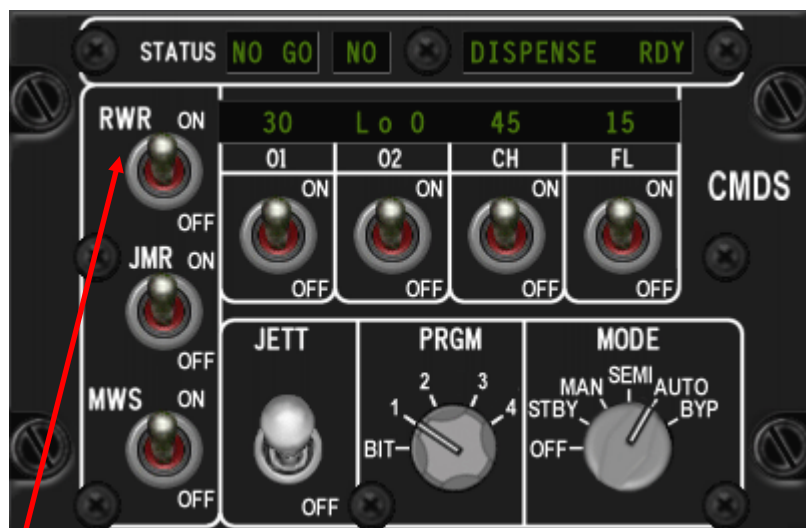 STATUS NO GO NO DISPENSE RDY
RWR ON
OFF
30 Lo 0 45 15
O1 O2 CH FL
ON ON ON ON
OFF OFF OFF OFF
CMDS
JMR ON
OFF
MWS ON
OFF
JETT
OFF
PRGM
BIT 1 2 3 4
MODE
OFF STBY MAN SEMI AUTO BYP